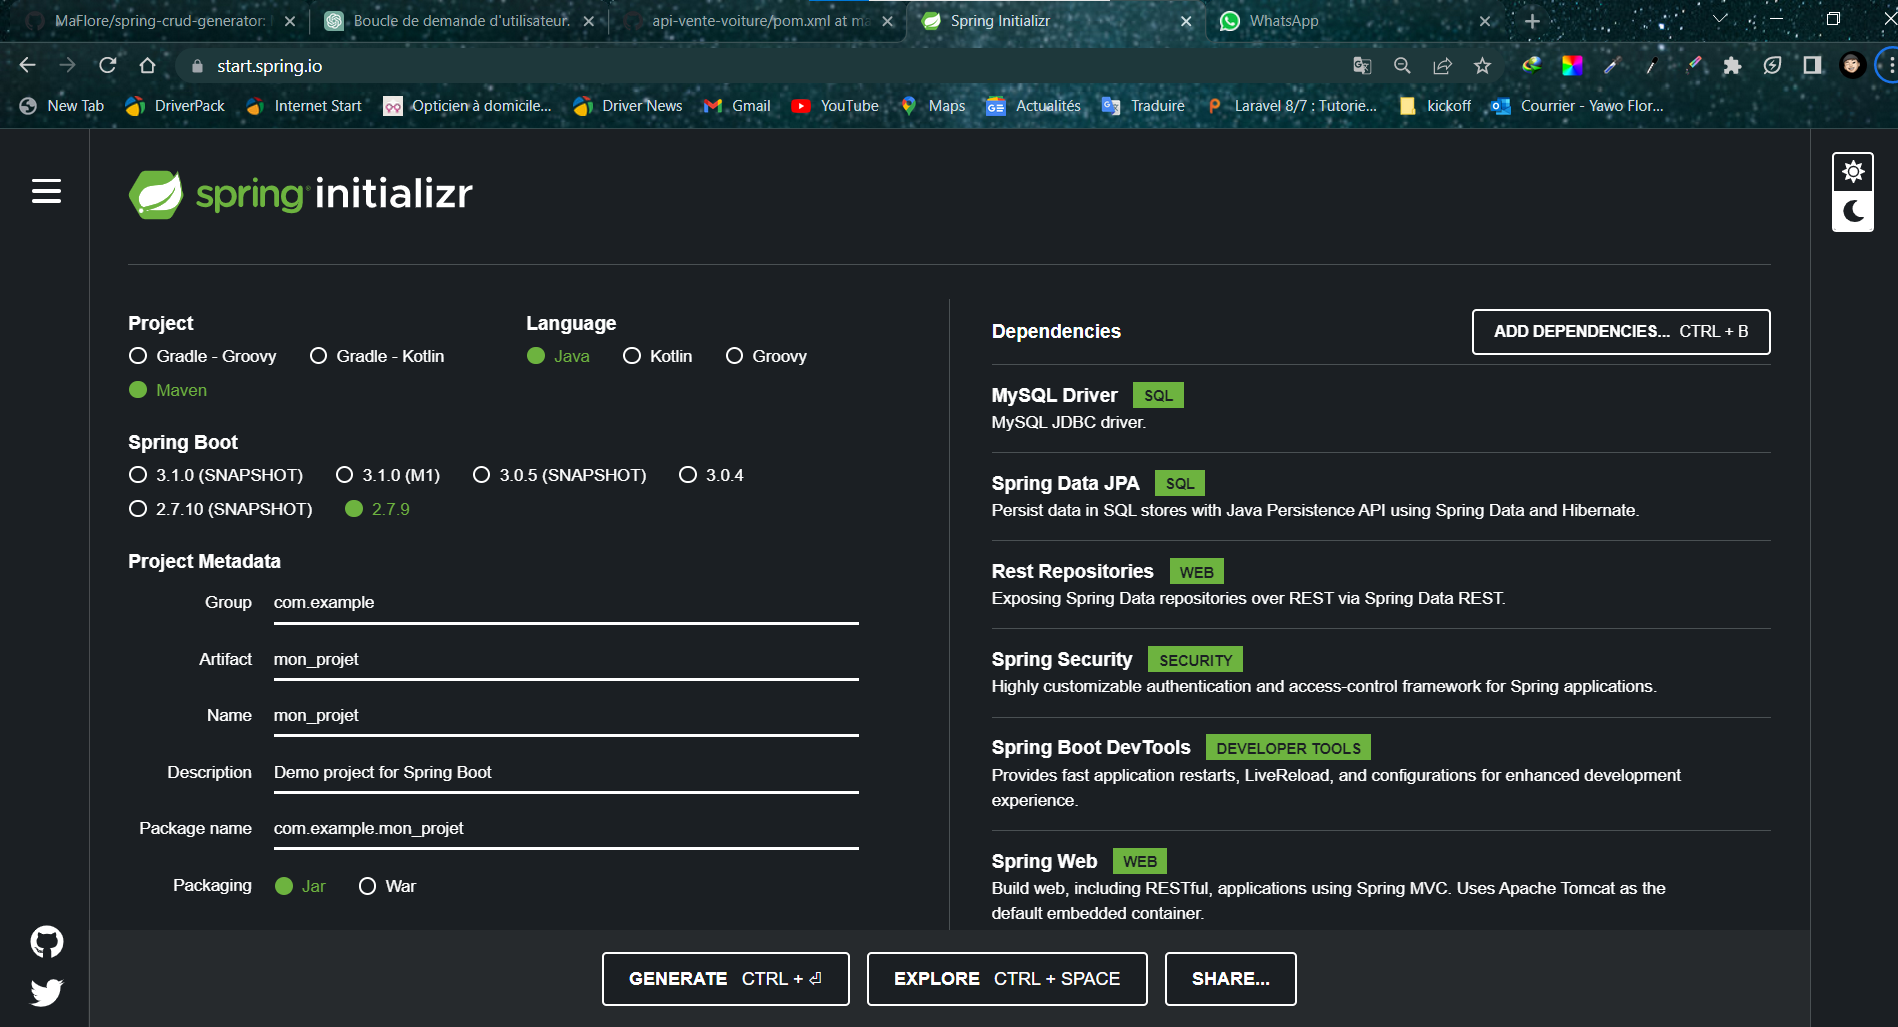 MaFlore/spring-crud-generator:
Boucle de demande d'utilisateur.
api-vente-voiture/pom.xml at ma
Spring Initializr
WhatsApp
start.spring.io
New Tab
DriverPack
Internet Start
Opticien à domicile...
Driver News
Gmail
YouTube
Maps
Actualités
Traduire
Laravel 8/7 : Tutorie...
kickoff
Courrier - Yawo Flor...
spring initializr
Project
Gradle - Groovy
Gradle - Kotlin
Maven
Language
Java
Kotlin
Groovy
Spring Boot
3.1.0 (SNAPSHOT)
3.1.0 (M1)
3.0.5 (SNAPSHOT)
3.0.4
2.7.10 (SNAPSHOT)
2.7.9
Project Metadata
Group com.example
Artifact mon_projet
Name mon_projet
Description Demo project for Spring Boot
Package name com.example.mon_projet
Packaging Jar War
Dependencies
ADD DEPENDENCIES... CTRL + B
MySQL Driver SQL
MySQL JDBC driver.
Spring Data JPA SQL
Persist data in SQL stores with Java Persistence API using Spring Data and Hibernate.
Rest Repositories WEB
Exposing Spring Data repositories over REST via Spring Data REST.
Spring Security SECURITY
Highly customizable authentication and access-control framework for Spring applications.
Spring Boot DevTools DEVELOPER TOOLS
Provides fast application restarts, LiveReload, and configurations for enhanced development
experience.
Spring Web WEB
Build web, including RESTful, applications using Spring MVC. Uses Apache Tomcat as the
default embedded container.
GENERATE CTRL + ⏎
EXPLORE CTRL + SPACE
SHARE...